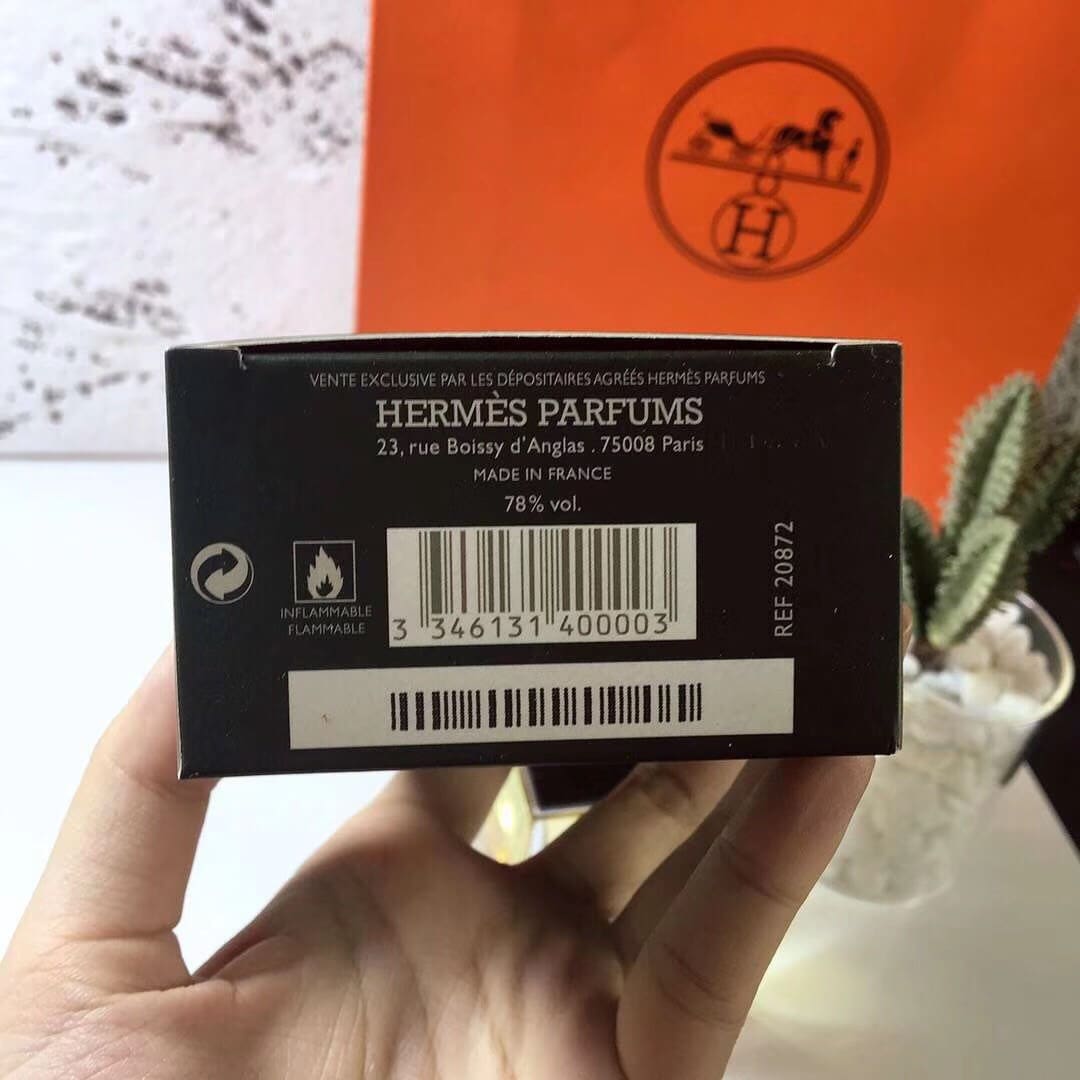 H
VENTE EXCLUSIVE PAR LES DÉPOSITAIRES AGRÉÉS HERMÈS PARFUMS
HERMÈS PARFUMS
23, rue Boissy d'Anglas . 75008 Paris
MADE IN FRANCE
78% vol.
INFLAMMABLE
FLAMMABLE
3 346131 400003
REF 20872